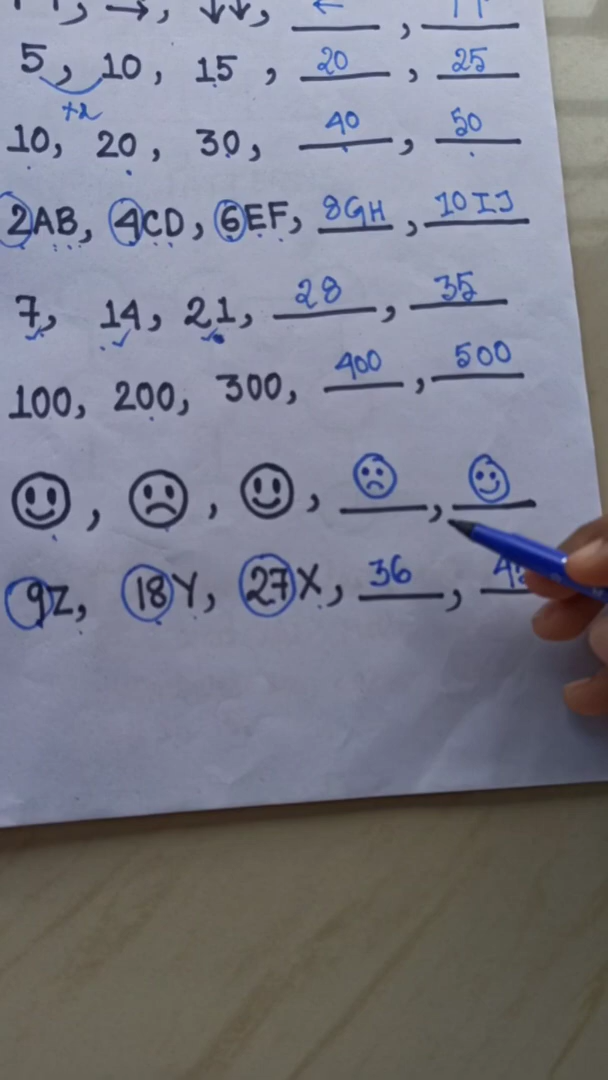 →, ↓↓, ←,
5, 10, 15, 20, 25
+2
10, 20, 30, 40, 50
2AB, 4CD, 6EF, 8GH, 10IJ
7, 14, 21, 28, 35
100, 200, 300, 400, 500
☺, ☹, ☺, ☹, ☺
9Z, 18Y, 27X, 36,